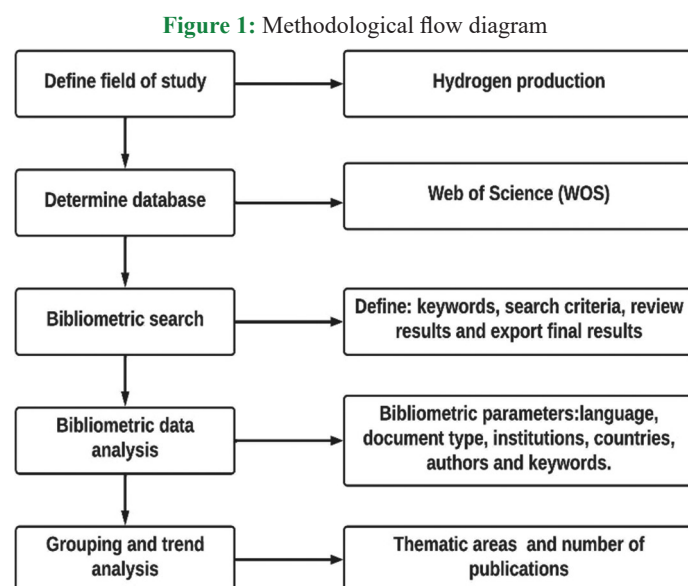 Figure 1: Methodological flow diagram
Define field of study
Hydrogen production
Determine database
Web of Science (WOS)
Bibliometric search
Define: keywords, search criteria, review
results and export final results
Bibliometric data
analysis
Bibliometric parameters:language,
document type, institutions, countries,
authors and keywords.
Grouping and trend
analysis
Thematic areas and number of
publications